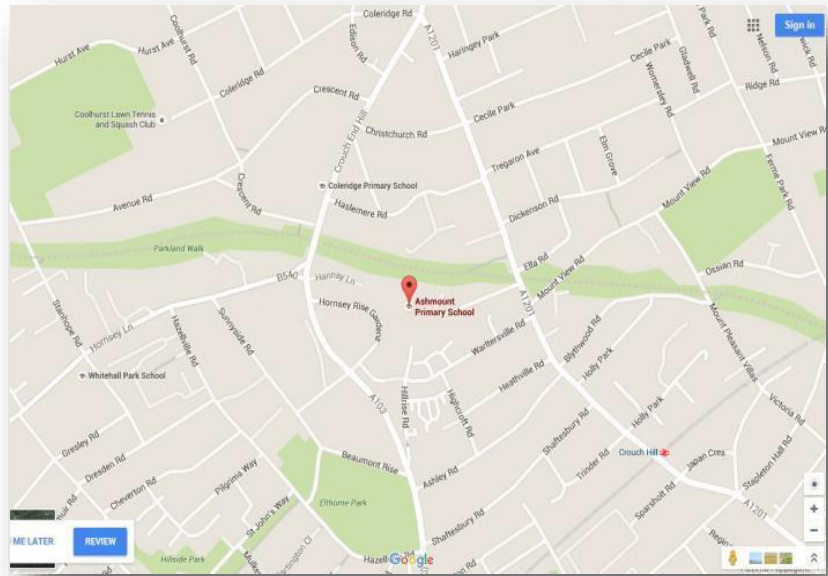 Coleridge Rd
A1201
Sign in
Hurst Ave
Hurst Ave
Coolhurst Rd
Edison Rd
Haringey Park
Cecile Park
Gladwell Rd
Nelson Rd
Ferme Park Rd
Coleridge Rd
Crescent Rd
Womersley Rd
Ridge Rd
Coolhurst Lawn Tennis
and Squash Club
Crouch End Hill
Christchurch Rd
Cecile Park
Mount View Rd
Tregaron Ave
Elm Grove
Coleridge Primary School
Crescent Rd
Avenue Rd
Haslemere Rd
Dickenson Rd
Mount View Rd
Ferme Park Rd
Parkland Walk
Ella Rd
Ossian Rd
B540
Hannay Ln
Ashmount
Primary School
A1201
Mount View Rd
Stanhope Rd
Hornsey Ln
Hazellville Rd
Sunnyside Rd
Hornsey Rise Gardens
Warltersville Rd
Blythwood Rd
Mount Pleasant Villas
Holly Park
Whitehall Park School
A103
Hillrise Rd
Highcroft Rd
Heathville Rd
Victoria Rd
Holly Park
Gresley Rd
Dresden Rd
Cheverton Rd
Pilgrims Way
Beaumont Rise
Ashley Rd
Shaftesbury Rd
Trinder Rd
Crouch Hill
Japan Cres
Stapleton Hall Rd
Elthorne Park
St John's Way
Sparsholt Rd
A1201
ME LATER
REVIEW
Hillside Park
Shaftesbury Rd
Google